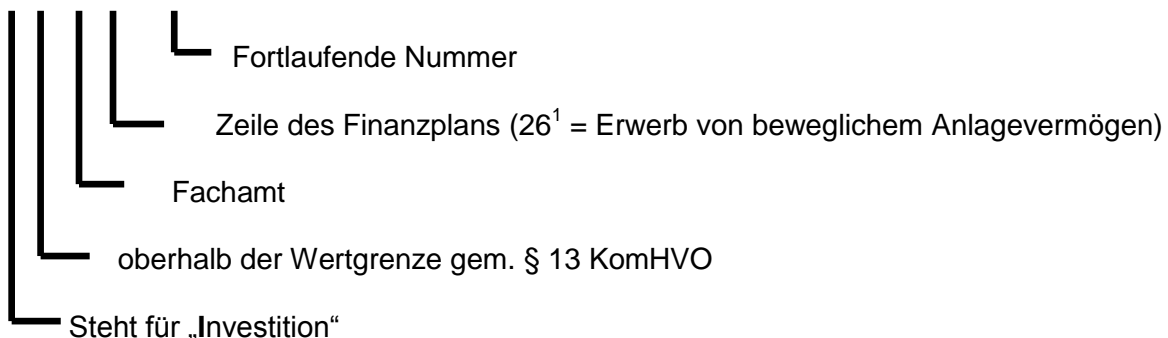 Fortlaufende Nummer
Zeile des Finanzplans (26¹ = Erwerb von beweglichem Anlagevermögen)
Fachamt
oberhalb der Wertgrenze gem. § 13 KomHVO
Steht für „Investition“